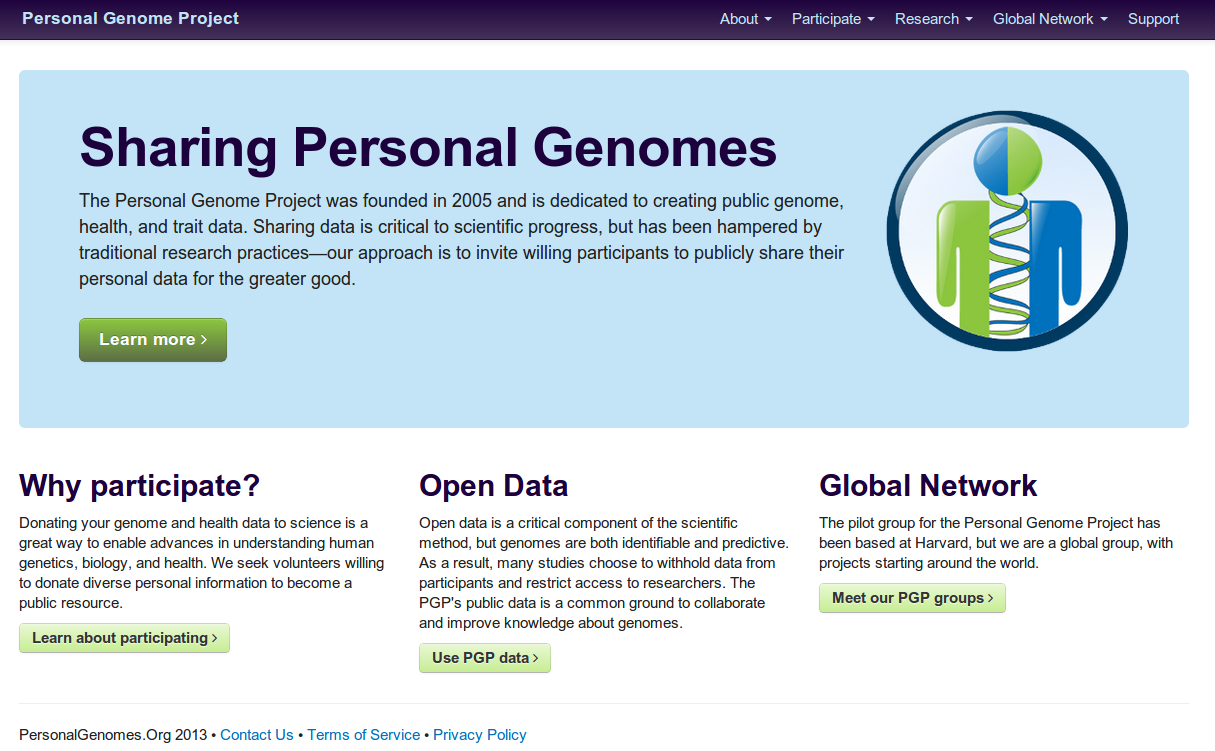 Personal Genome Project
About Participate Research Global Network Support
Sharing Personal Genomes
The Personal Genome Project was founded in 2005 and is dedicated to creating public genome,
health, and trait data. Sharing data is critical to scientific progress, but has been hampered by
traditional research practices—our approach is to invite willing participants to publicly share their
personal data for the greater good.
Learn more ›
Why participate?
Donating your genome and health data to science is a
great way to enable advances in understanding human
genetics, biology, and health. We seek volunteers willing
to donate diverse personal information to become a
public resource.
Learn about participating ›
Open Data
Open data is a critical component of the scientific
method, but genomes are both identifiable and predictive.
As a result, many studies choose to withhold data from
participants and restrict access to researchers. The
PGP's public data is a common ground to collaborate
and improve knowledge about genomes.
Use PGP data ›
Global Network
The pilot group for the Personal Genome Project has
been based at Harvard, but we are a global group, with
projects starting around the world.
Meet our PGP groups ›
PersonalGenomes.Org 2013 • Contact Us • Terms of Service • Privacy Policy